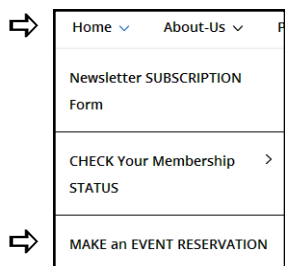 Home About-Us P
Newsletter SUBSCRIPTION
Form
CHECK Your Membership
STATUS
MAKE an EVENT RESERVATION